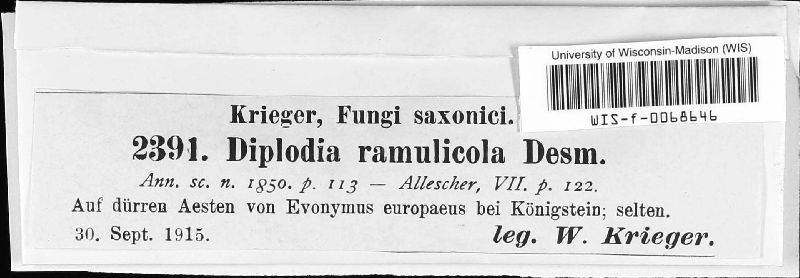 University of Wisconsin-Madison (WIS)
WIS-f-0068646
Krieger, Fungi saxonici.
2391. Diplodia ramulicola Desm.
Ann. sc. n. 1850. p. 113 — Allescher, VII. p. 122.
Auf dürren Aesten von Evonymus europaeus bei Königstein; selten.
30. Sept. 1915.
leg. W. Krieger.